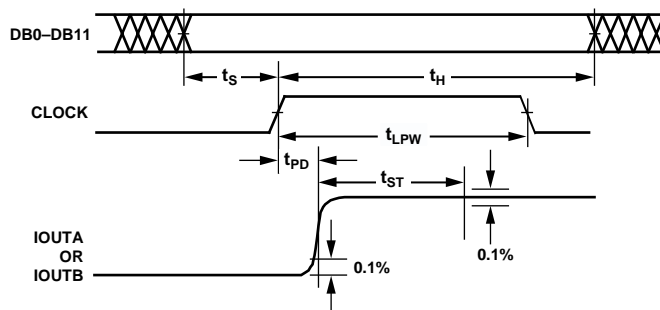 DB0–DB11
tS
tH
CLOCK
tLPW
tPD
tST
IOUTA
OR
IOUTB
0.1%
0.1%